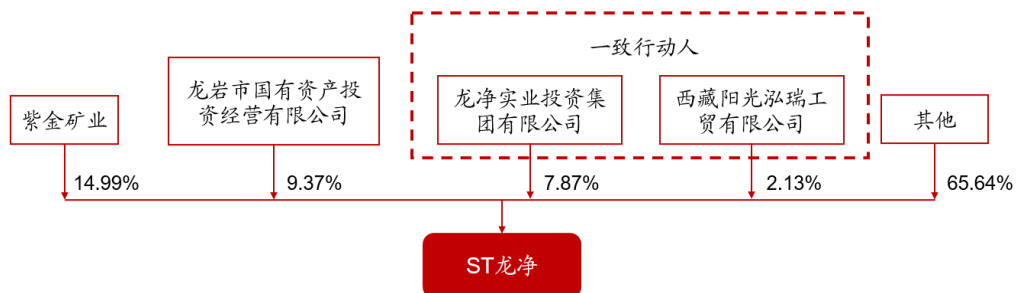 一致行动人
紫金矿业
龙岩市国有资产投
资经营有限公司
龙净实业投资集
团有限公司
西藏阳光泓瑞工
贸有限公司
其他
14.99%
9.37%
7.87%
2.13%
65.64%
ST龙净